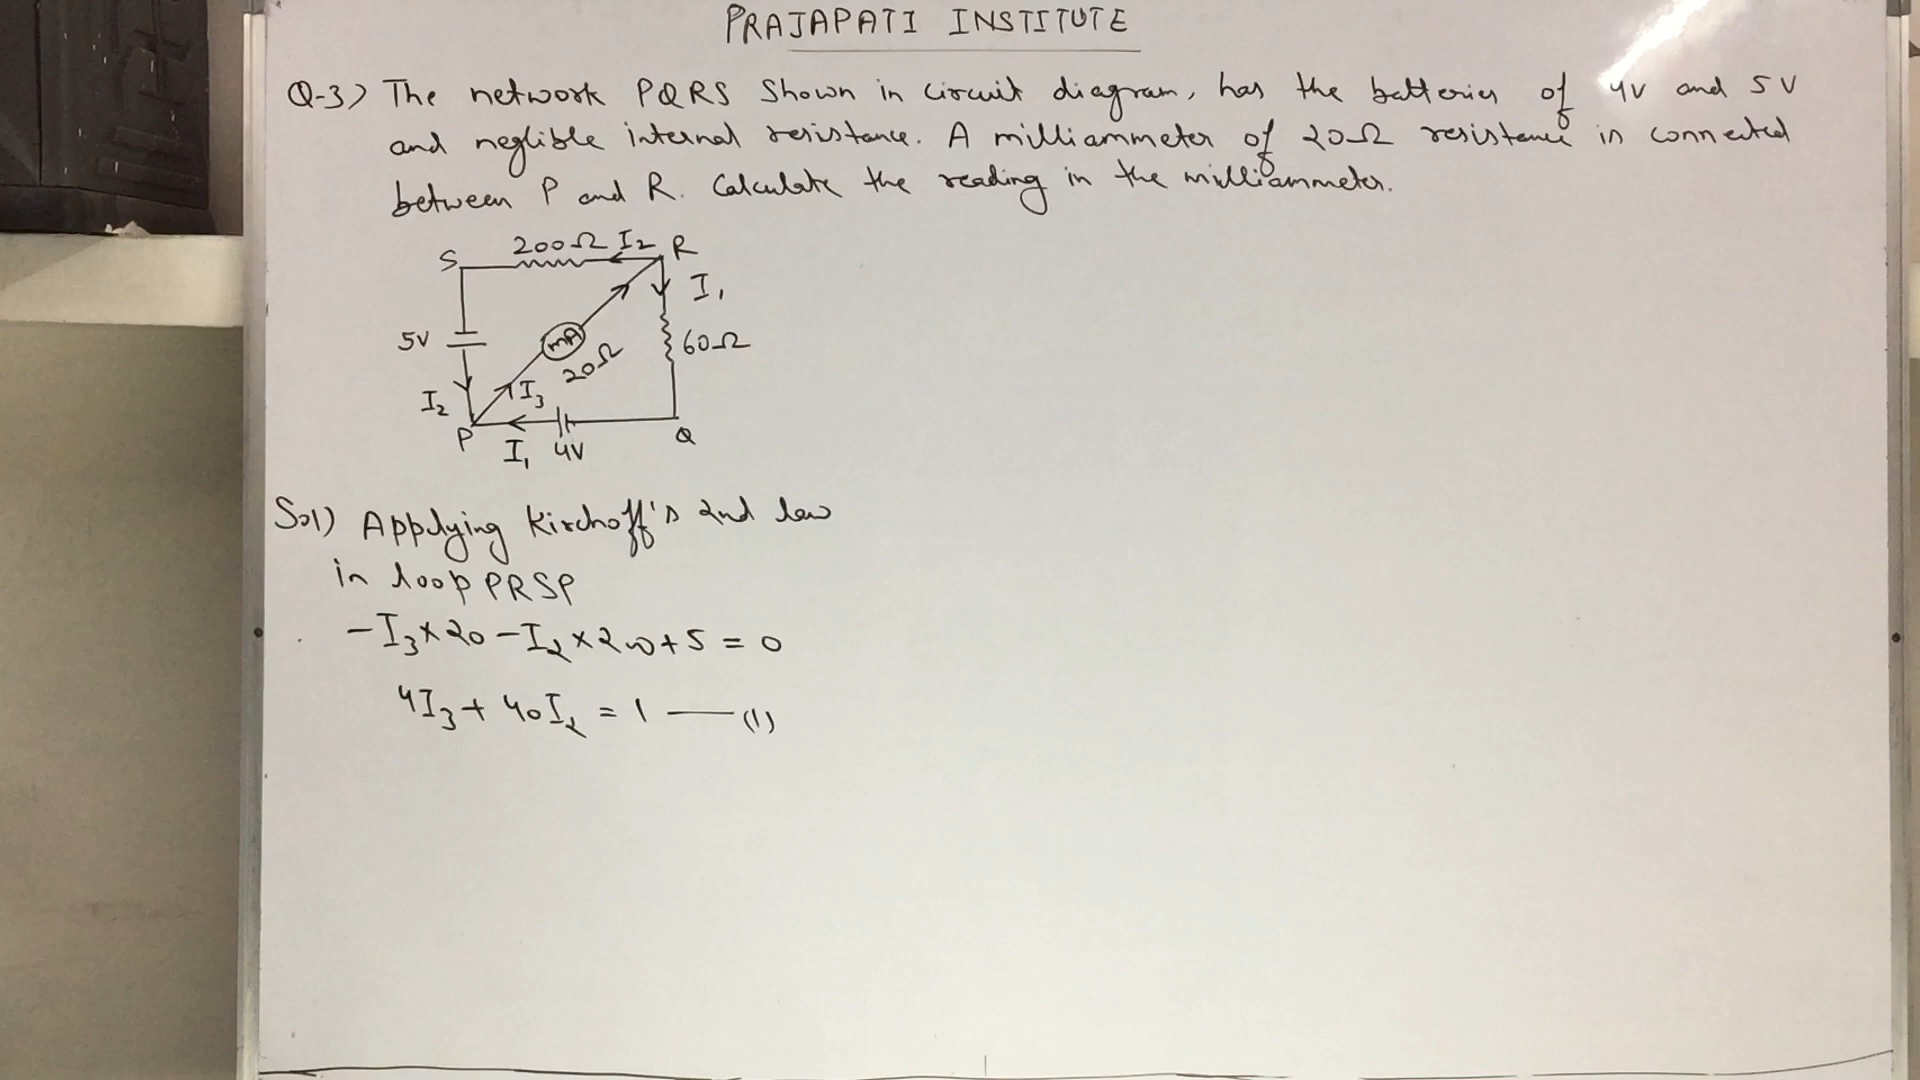 PRAJAPATI INSTITUTE
Q-3) The network PQRS Shown in circuit diagram, has the batteries of 4V and 5V
and neglible internal resistance. A milliammeter of 20Ω resistance is connected
between P and R. Calculate the reading in the milliammeter.
S 200Ω I₂ R
I₁
5V mA 20Ω 60Ω
I₂ I₃
P I₁ 4V Q
Sol) Applying Kirchoff's 2nd law
in loop PRSP
-I₃×20 -I₂×200+5 = 0
4I₃+ 40I₂ = 1 — (1)